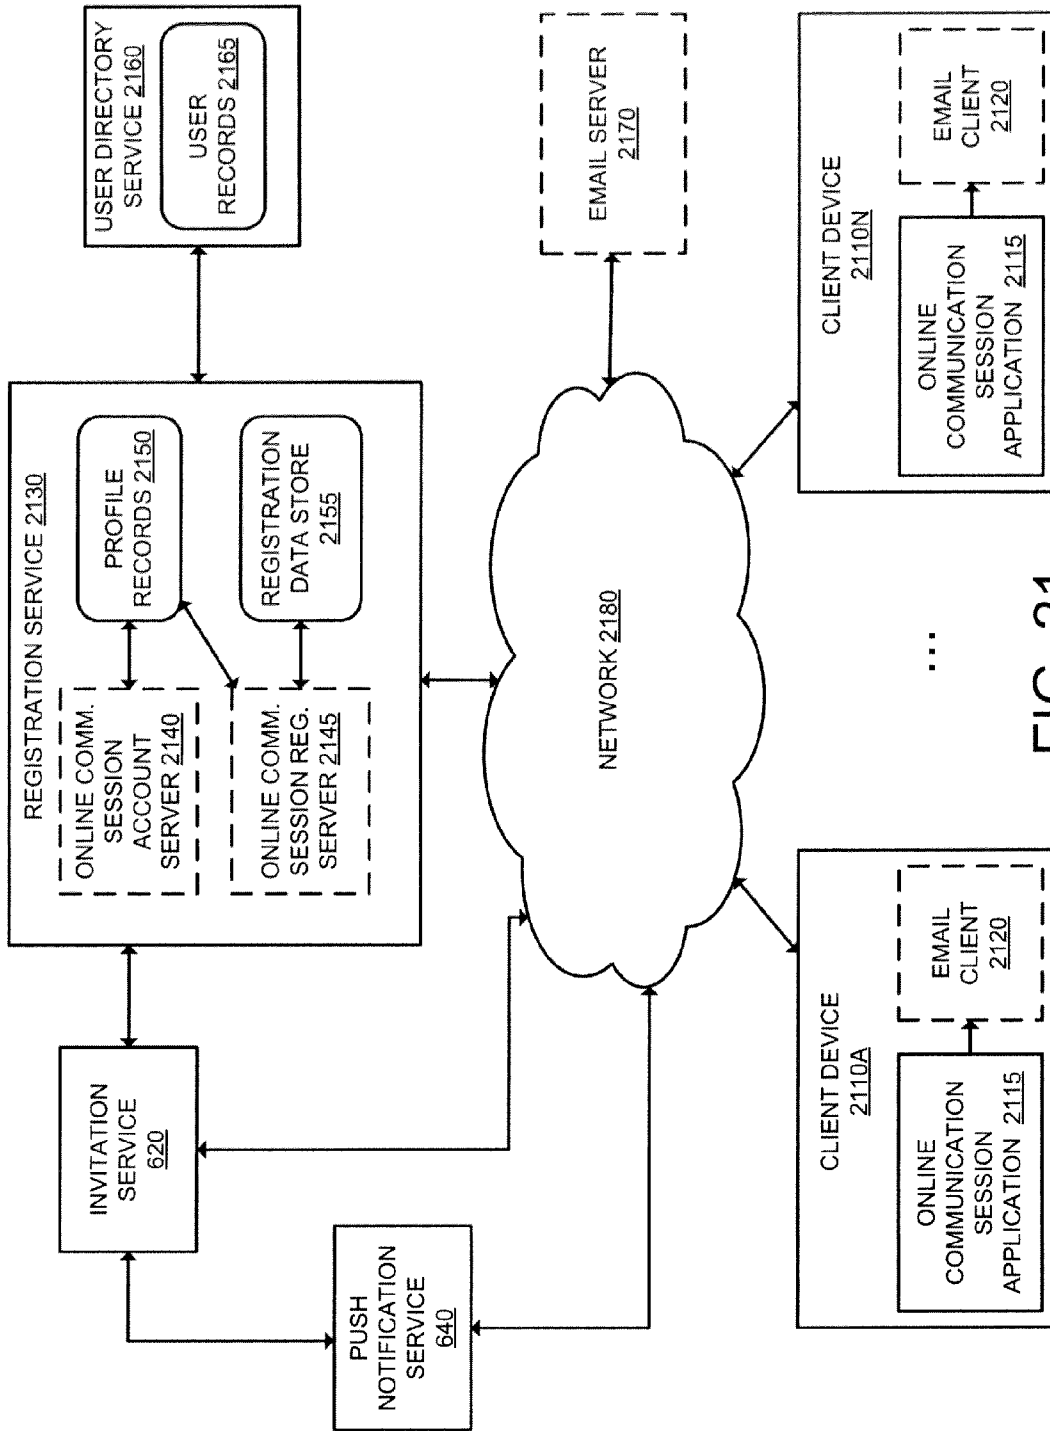 USER DIRECTORY
SERVICE 2160
USER
RECORDS 2165
REGISTRATION SERVICE 2130
ONLINE COMM.
SESSION
ACCOUNT
SERVER 2140
PROFILE
RECORDS 2150
ONLINE COMM.
SESSION REG.
SERVER 2145
REGISTRATION
DATA STORE
2155
INVITATION
SERVICE
620
PUSH
NOTIFICATION
SERVICE
640
NETWORK 2180
EMAIL SERVER
2170
CLIENT DEVICE
2110A
ONLINE
COMMUNICATION
SESSION
APPLICATION 2115
EMAIL
CLIENT
2120
...
CLIENT DEVICE
2110N
ONLINE
COMMUNICATION
SESSION
APPLICATION 2115
EMAIL
CLIENT
2120
FIG. 21